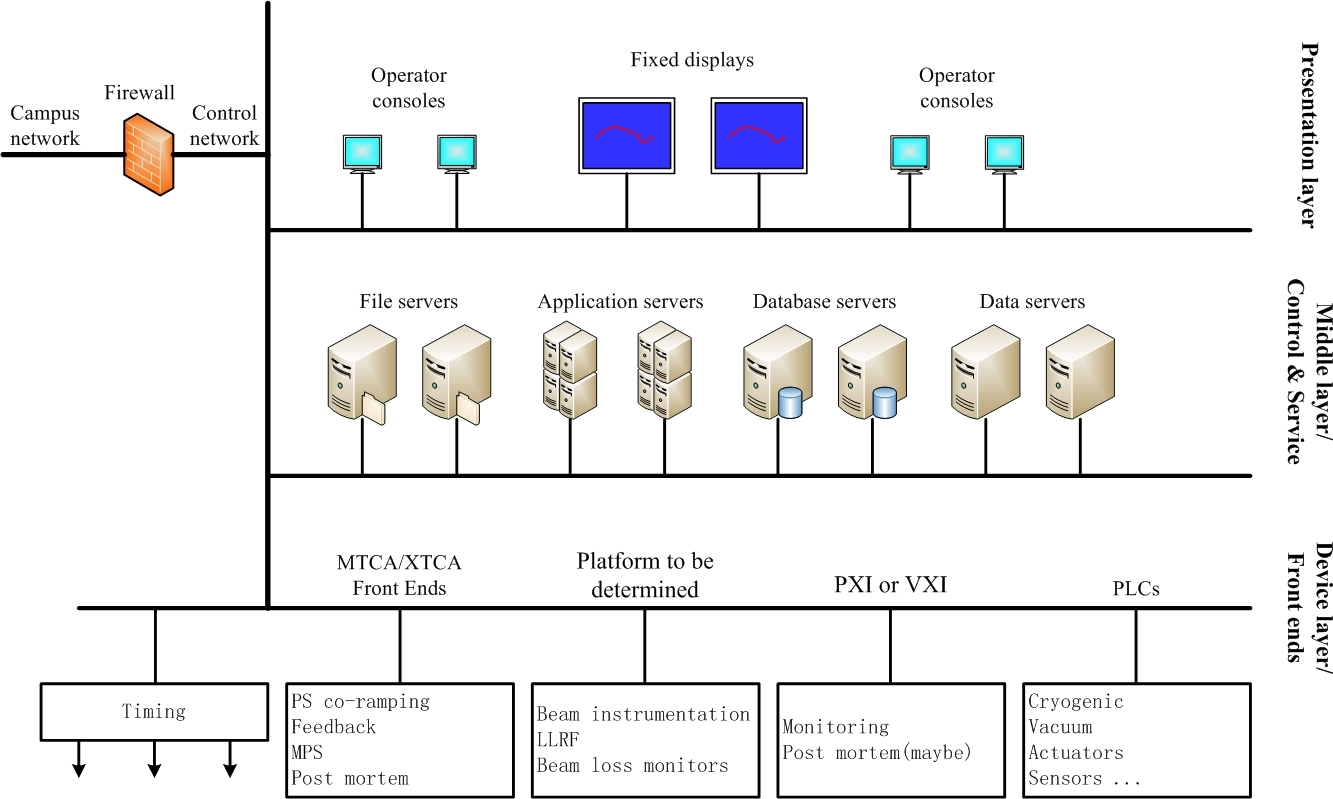 Campus
network
Firewall
Control
network
Operator
consoles
Fixed displays
Operator
consoles
Presentation layer
File servers
Application servers
Database servers
Data servers
Middle layer/
Control & Service
MTCA/XTCA
Front Ends
Platform to be
determined
PXI or VXI
PLCs
Device layer/
Front ends
Timing
PS co-ramping
Feedback
MPS
Post mortem
Beam instrumentation
LLRF
Beam loss monitors
Monitoring
Post mortem(maybe)
Cryogenic
Vacuum
Actuators
Sensors ...